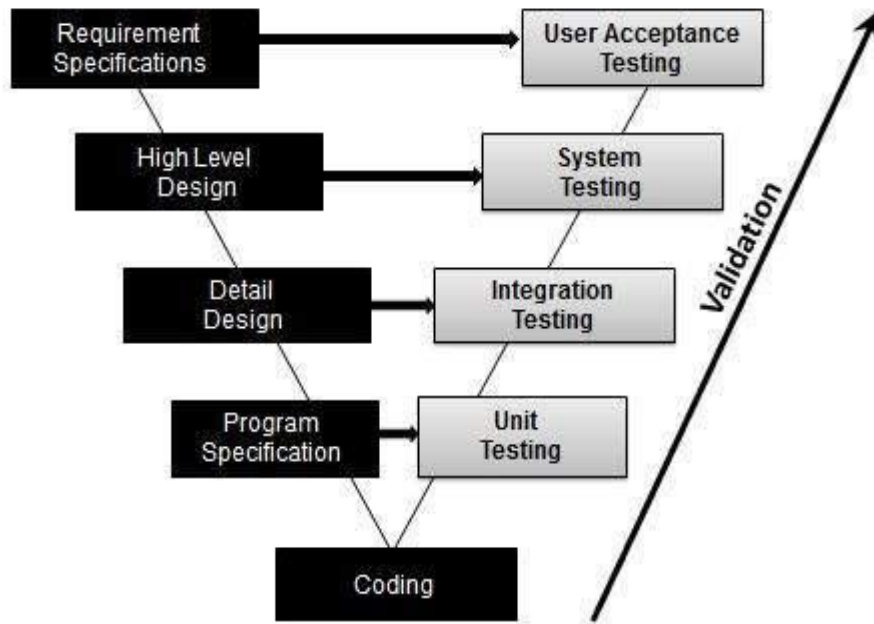 Requirement
Specifications
User Acceptance
Testing
High Level
Design
System
Testing
Detail
Design
Integration
Testing
Program
Specification
Unit
Testing
Coding
Validation